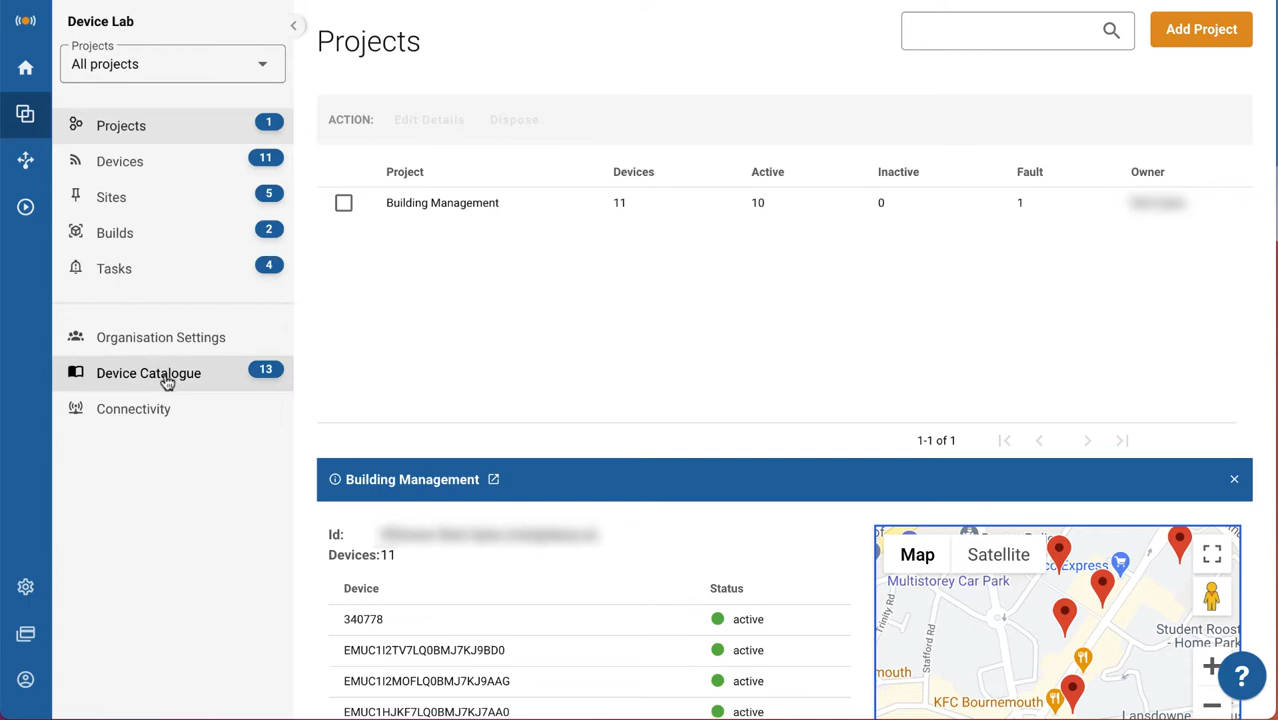 Device Lab
Projects
All projects
Projects 1
Devices 11
Sites 5
Builds 2
Tasks 4
Organisation Settings
Device Catalogue 13
Connectivity
Projects
Add Project
ACTION: Edit Details Dispose
Project Devices Active Inactive Fault Owner
Building Management 11 10 0 1
1-1 of 1
Building Management
Id:
Devices:11
Device Status
340778 active
EMUC1I2TV7LQ0BMJ7KJ9BD0 active
EMUC1I2MOFLQ0BMJ7KJ9AAG active
EMUC1HJKF7LQ0BMJ7KJ7AA0 active
Map Satellite
Express
Multistorey Car Park
Trinity Rd
Stafford Rd
Student Roost
- Home Park
mouth
KFC Bournemouth
Lansdowne
+
−
?